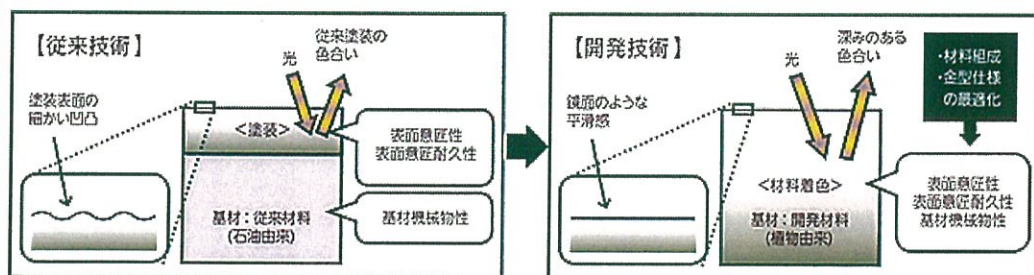 【従来技術】
従来塗装の
色合い
光
塗装表面の
細かい凹凸
<塗装>
表面意匠性
表面意匠耐久性
基材：従来材料
(石油由来)
基材機械物性
【開発技術】
深みのある
色合い
光
・材料組成
・金型仕様
の最適化
鏡面のような
平滑感
<材料着色>
基材：開発材料
(植物由来)
表面意匠性
表面意匠耐久性
基材機械物性